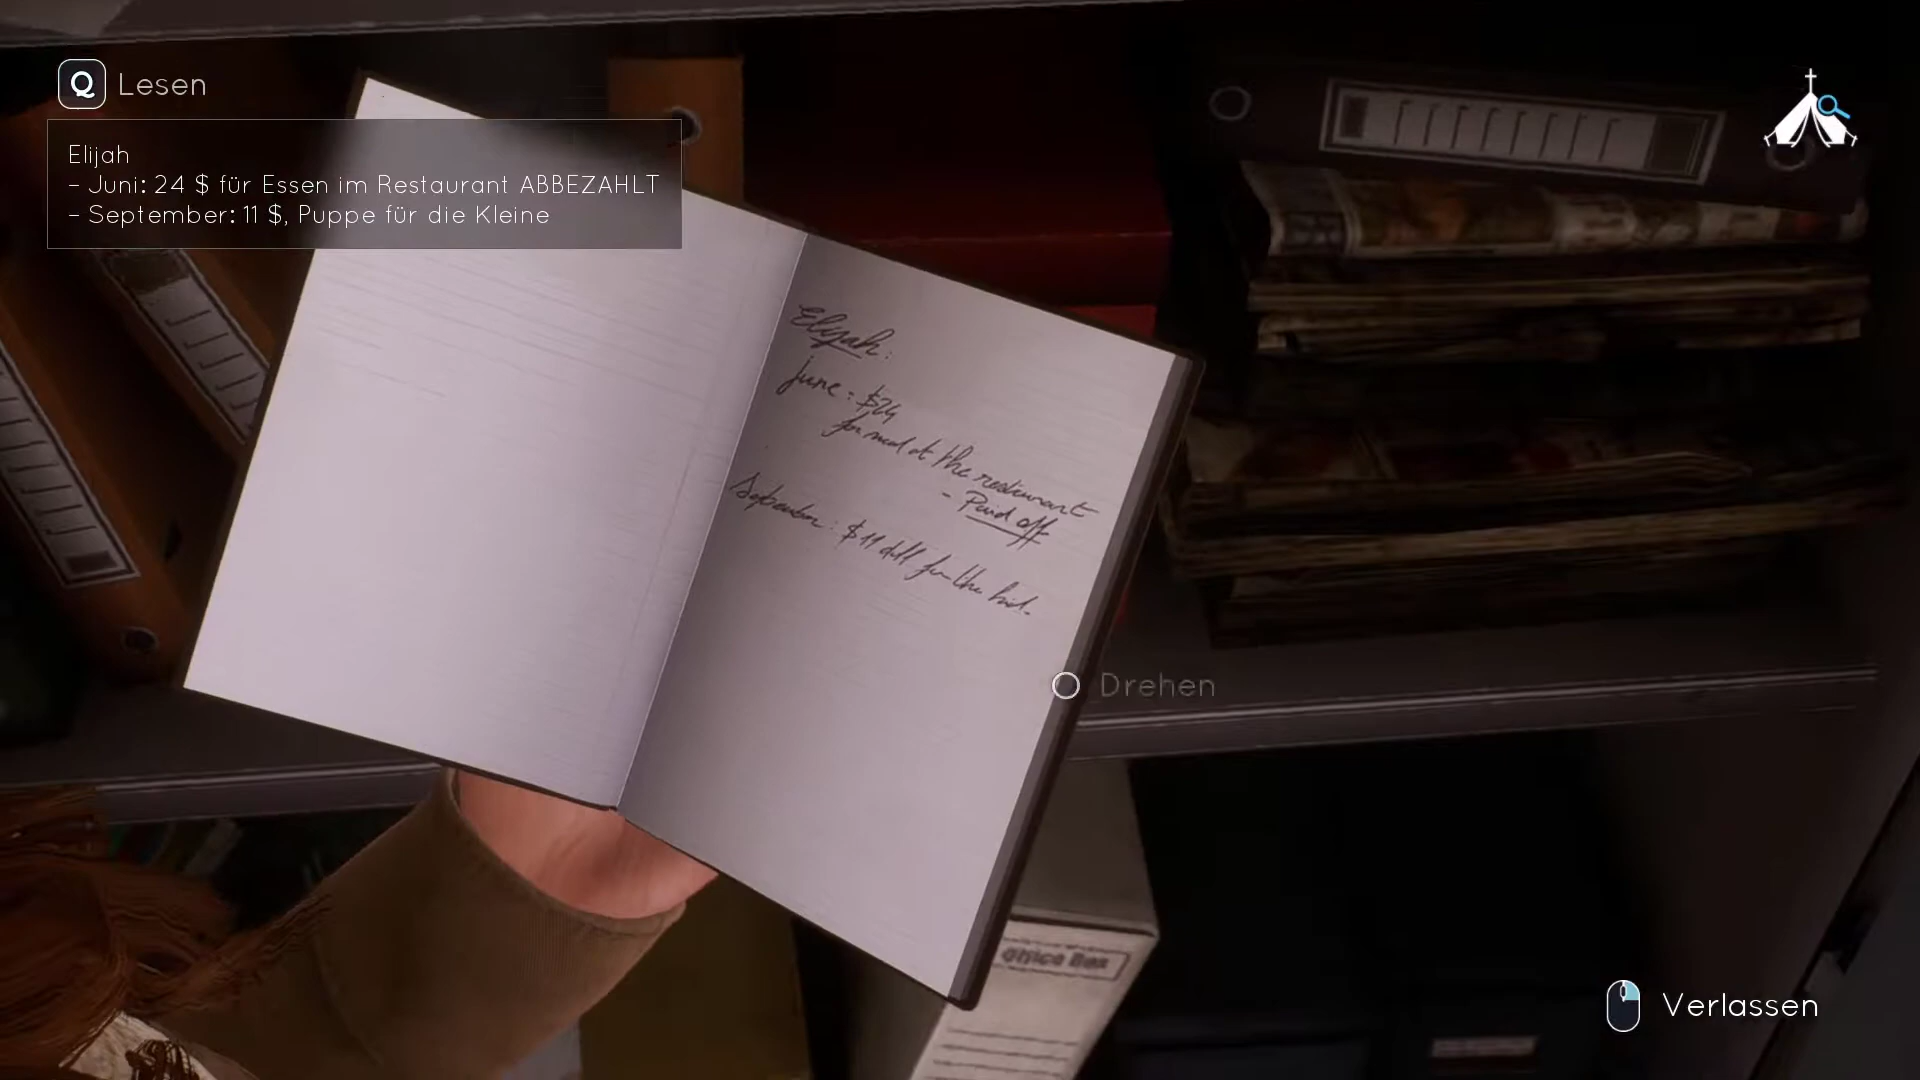 Q Lesen
Elijah
- Juni: 24 $ für Essen im Restaurant ABBEZAHLT
- September: 11 $, Puppe für die Kleine
Elijah:
June: $24
for meal at the restaurant
- Paid off
September: $11 doll for the kid.
Drehen
Office Box
Verlassen